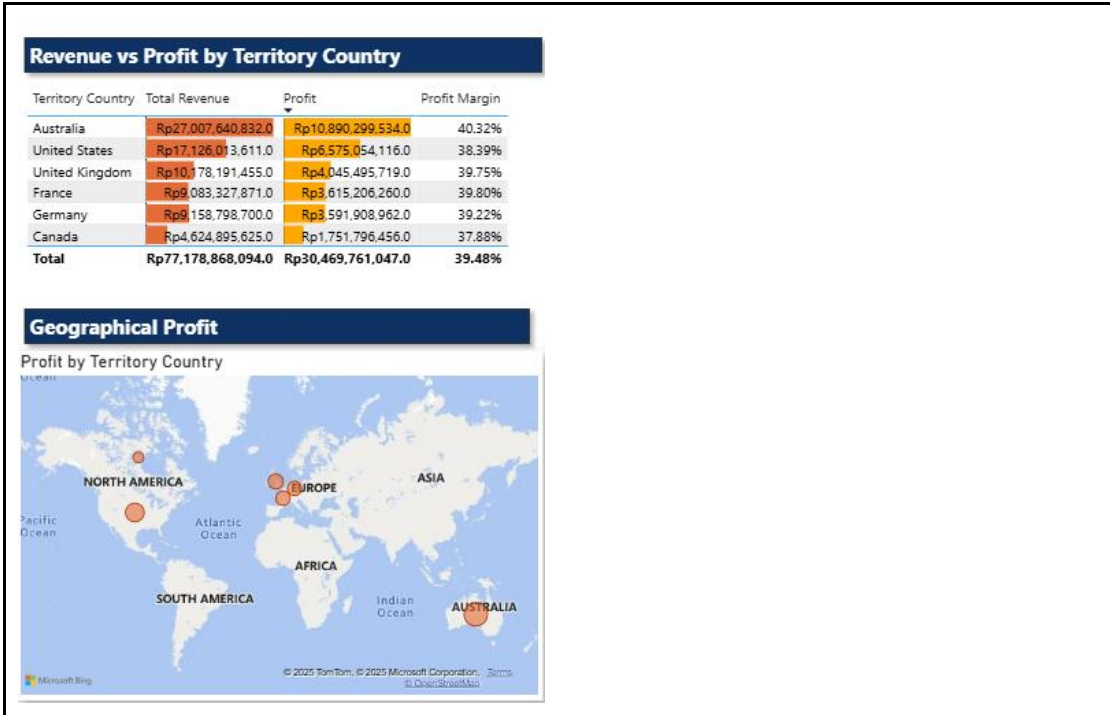 Revenue vs Profit by Territory Country
Territory Country Total Revenue Profit Profit Margin
Australia Rp27,007,640,832.0 Rp10,890,299,534.0 40.32%
United States Rp17,126,013,611.0 Rp6,575,054,116.0 38.39%
United Kingdom Rp10,178,191,455.0 Rp4,045,495,719.0 39.75%
France Rp9,083,327,871.0 Rp3,615,206,260.0 39.80%
Germany Rp9,158,798,700.0 Rp3,591,908,962.0 39.22%
Canada Rp4,624,895,625.0 Rp1,751,796,456.0 37.88%
Total Rp77,178,868,094.0 Rp30,469,761,047.0 39.48%
Geographical Profit
Profit by Territory Country
Ocean
NORTH AMERICA
EUROPE
ASIA
Pacific
Ocean
Atlantic
Ocean
AFRICA
SOUTH AMERICA
Indian
Ocean
AUSTRALIA
© 2025 TomTom, © 2025 Microsoft Corporation, Terms
© OpenStreetMap
Microsoft Bing